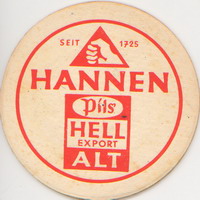 SEIT 1725
HANNEN
Pils
HELL
EXPORT
ALT